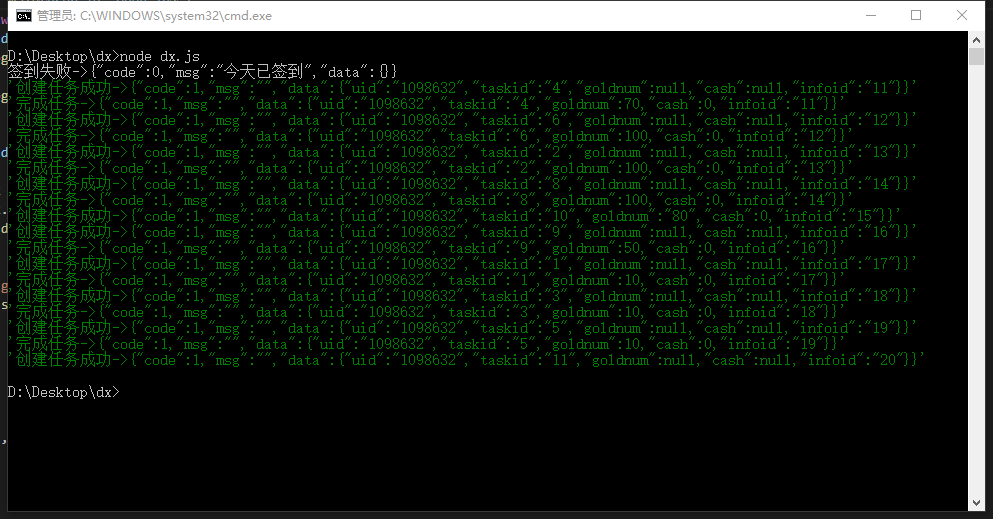 管理员: C:\WINDOWS\system32\cmd.exe
D:\Desktop\dx>node dx.js
签到失败->{"code":0,"msg":"今天已签到","data":{}}
'创建任务成功->{"code":1,"msg":"","data":{"uid":"1098632","taskid":"4","goldnum":null,"cash":null,"infoid":"11"}}'
'完成任务->{"code":1,"msg":"","data":{"uid":"1098632","taskid":"4","goldnum":70,"cash":0,"infoid":"11"}}'
'创建任务成功->{"code":1,"msg":"","data":{"uid":"1098632","taskid":"6","goldnum":null,"cash":null,"infoid":"12"}}'
'完成任务->{"code":1,"msg":"","data":{"uid":"1098632","taskid":"6","goldnum":100,"cash":0,"infoid":"12"}}'
'创建任务成功->{"code":1,"msg":"","data":{"uid":"1098632","taskid":"2","goldnum":null,"cash":null,"infoid":"13"}}'
'完成任务->{"code":1,"msg":"","data":{"uid":"1098632","taskid":"2","goldnum":100,"cash":0,"infoid":"13"}}'
'创建任务成功->{"code":1,"msg":"","data":{"uid":"1098632","taskid":"8","goldnum":null,"cash":null,"infoid":"14"}}'
'完成任务->{"code":1,"msg":"","data":{"uid":"1098632","taskid":"8","goldnum":100,"cash":0,"infoid":"14"}}'
'创建任务成功->{"code":1,"msg":"","data":{"uid":"1098632","taskid":"10","goldnum":"80","cash":0,"infoid":"15"}}'
'创建任务成功->{"code":1,"msg":"","data":{"uid":"1098632","taskid":"9","goldnum":null,"cash":null,"infoid":"16"}}'
'完成任务->{"code":1,"msg":"","data":{"uid":"1098632","taskid":"9","goldnum":50,"cash":0,"infoid":"16"}}'
'创建任务成功->{"code":1,"msg":"","data":{"uid":"1098632","taskid":"1","goldnum":null,"cash":null,"infoid":"17"}}'
'完成任务->{"code":1,"msg":"","data":{"uid":"1098632","taskid":"1","goldnum":10,"cash":0,"infoid":"17"}}'
'创建任务成功->{"code":1,"msg":"","data":{"uid":"1098632","taskid":"3","goldnum":null,"cash":null,"infoid":"18"}}'
'完成任务->{"code":1,"msg":"","data":{"uid":"1098632","taskid":"3","goldnum":10,"cash":0,"infoid":"18"}}'
'创建任务成功->{"code":1,"msg":"","data":{"uid":"1098632","taskid":"5","goldnum":null,"cash":null,"infoid":"19"}}'
'完成任务->{"code":1,"msg":"","data":{"uid":"1098632","taskid":"5","goldnum":10,"cash":0,"infoid":"19"}}'
'创建任务成功->{"code":1,"msg":"","data":{"uid":"1098632","taskid":"11","goldnum":null,"cash":null,"infoid":"20"}}'
D:\Desktop\dx>